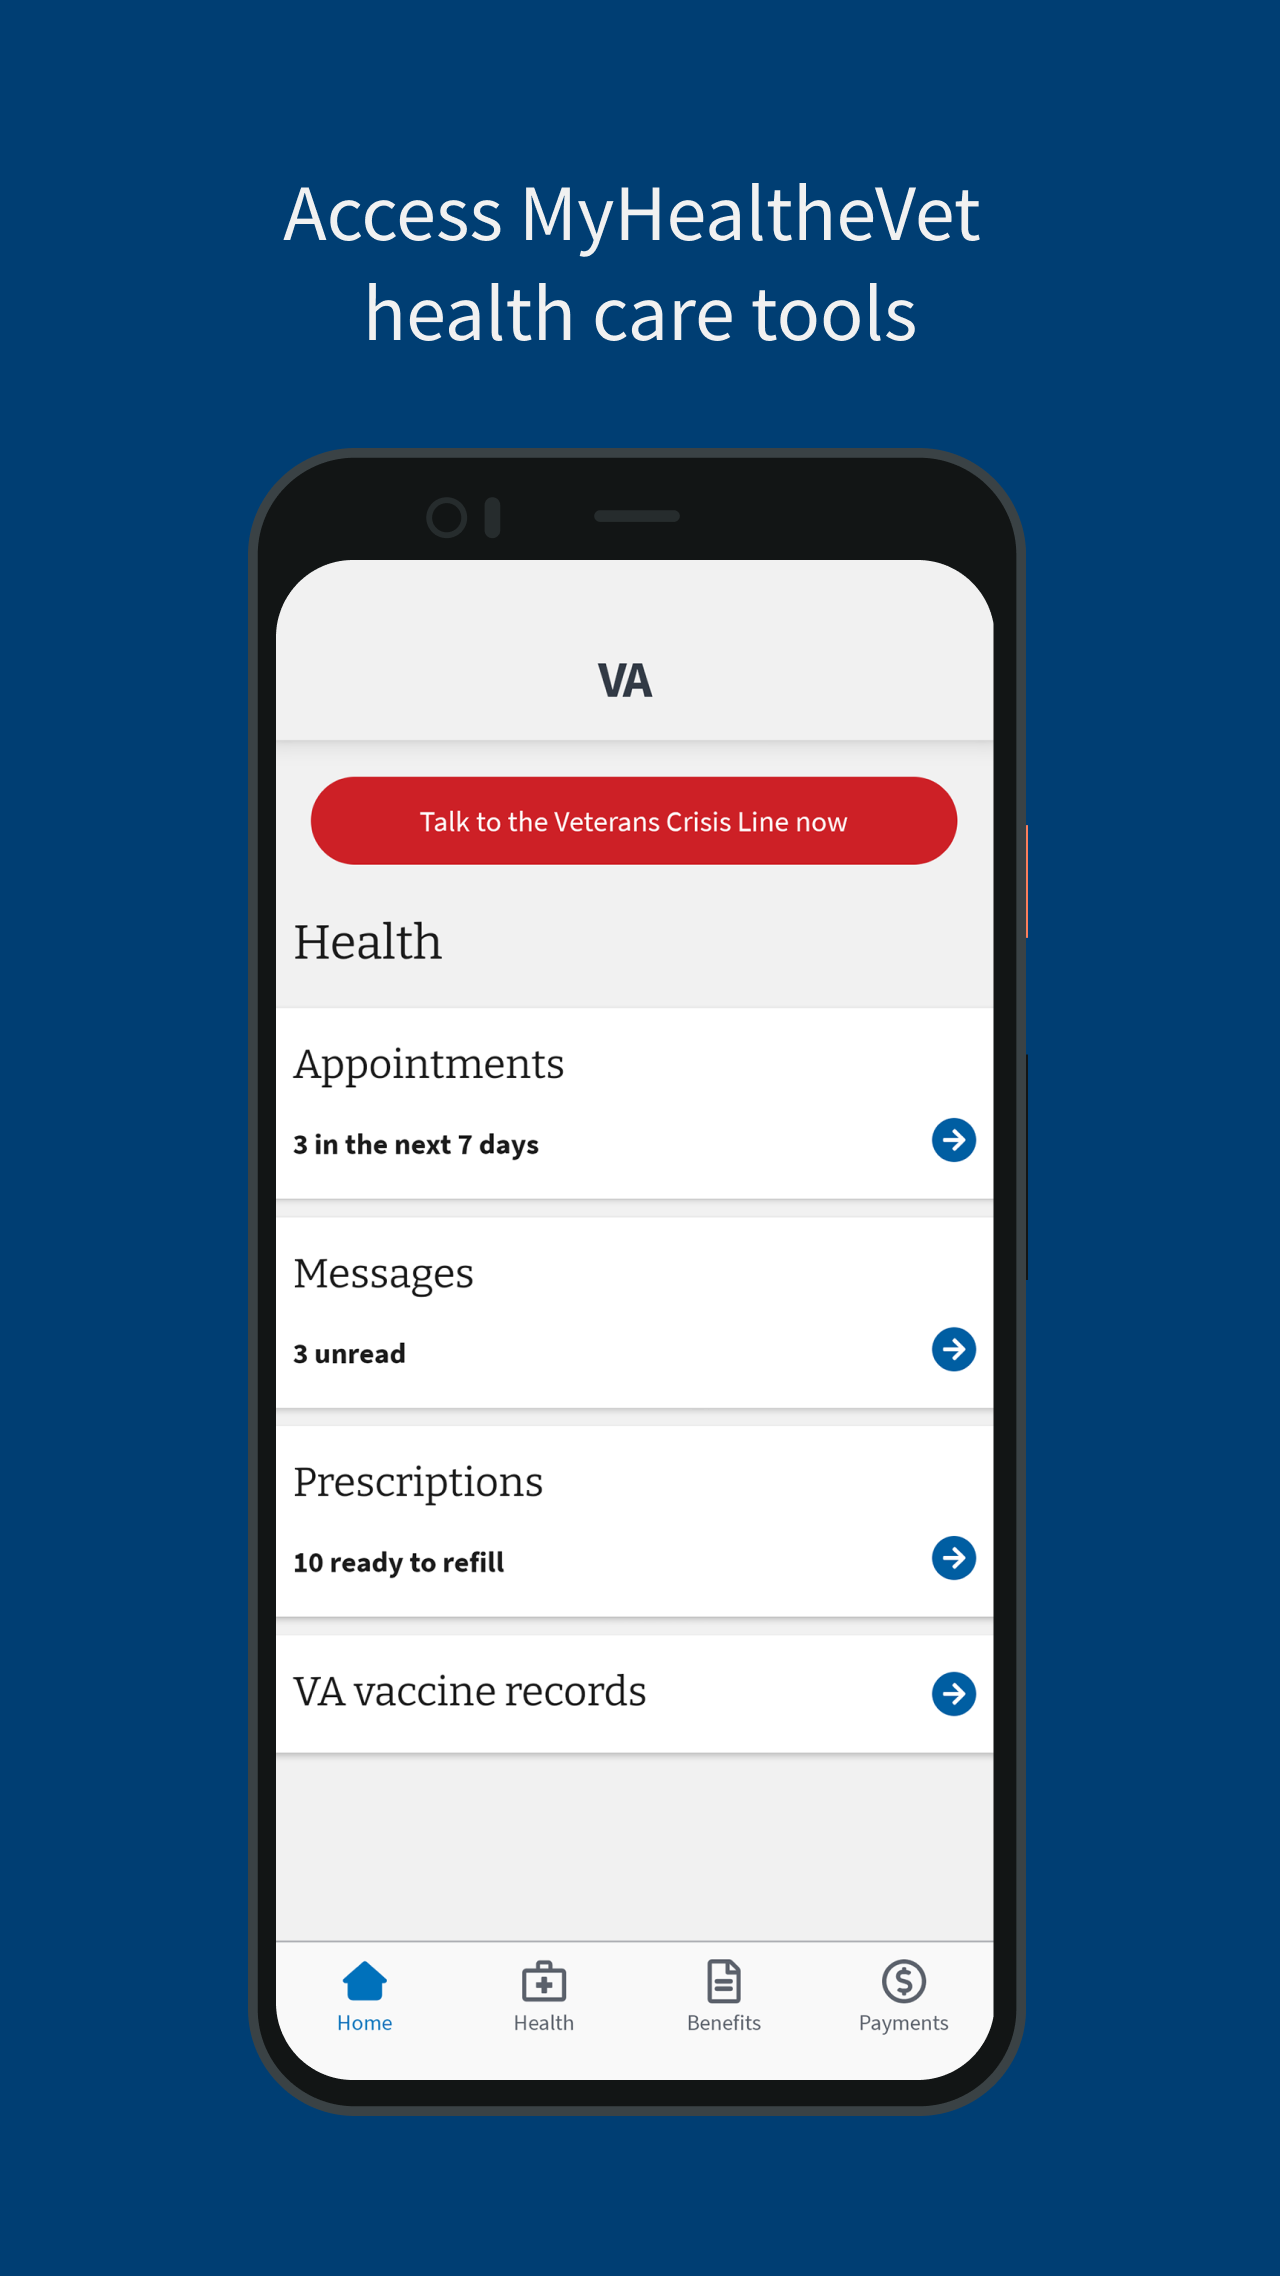 Access MyHealtheVet
health care tools
VA
Talk to the Veterans Crisis Line now
Health
Appointments
3 in the next 7 days
Messages
3 unread
Prescriptions
10 ready to refill
VA vaccine records
Home
Health
Benefits
Payments